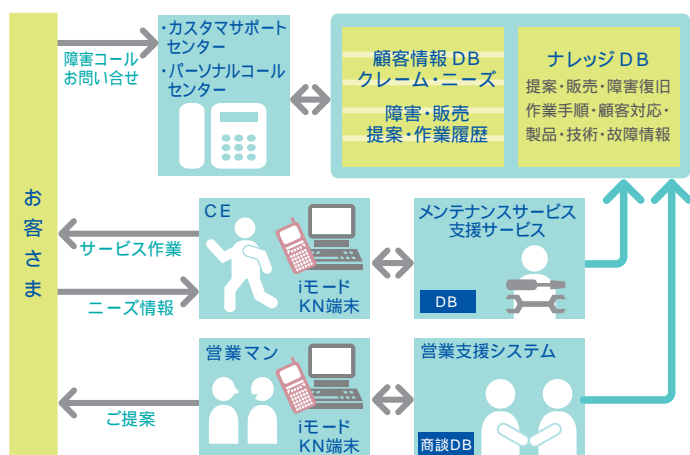 お客さま
障害コール
お問い合せ
・カスタマサポート
センター
・パーソナルコール
センター
顧客情報DB
クレーム・ニーズ
障害・販売
提案・作業履歴
ナレッジDB
提案・販売・障害復旧
作業手順・顧客対応・
製品・技術・故障情報
サービス作業
ニーズ情報
CE
iモード
KN端末
メンテナンスサービス
支援サービス
DB
ご提案
営業マン
iモード
KN端末
営業支援システム
商談DB